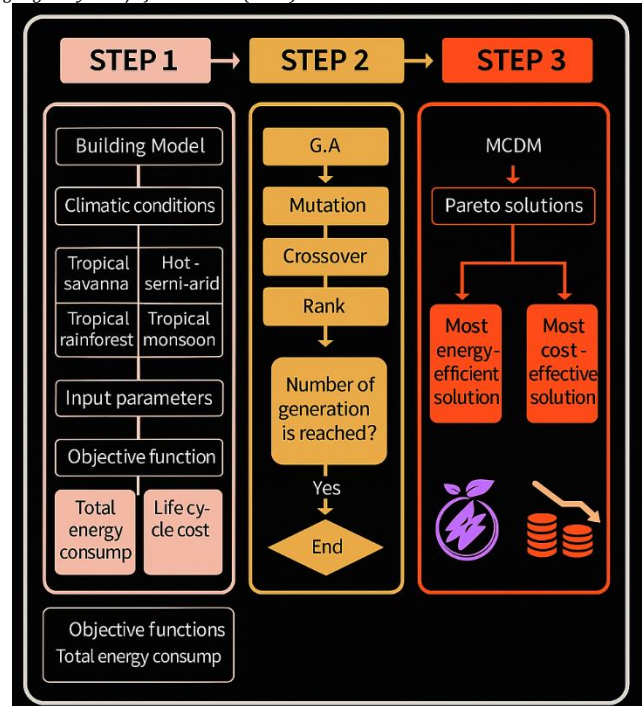 STEP 1
STEP 2
STEP 3
Building Model
Climatic conditions
Tropical
savanna
Hot -
serni-arid
Tropical
rainforest
Tropical
monsoon
Input parameters
Objective function
Total
energy
consump
Life cy-
cle cost
Objective functions
Total energy consump
G.A
Mutation
Crossover
Rank
Number of
generation
is reached?
Yes
End
MCDM
Pareto solutions
Most
energy-
efficient
solution
Most
cost -
effective
solution